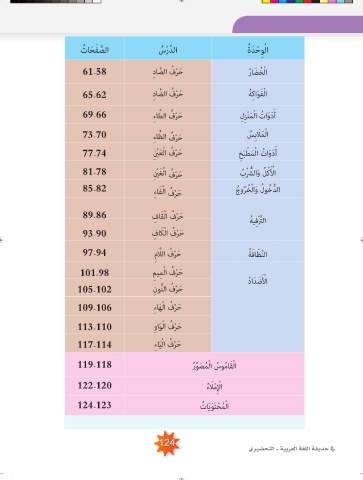 الْوِحْدَةُ الدَّرْسُ الصَّفَحَاتُ
الْخُضَارُ حَرْفُ الصَّادِ 61-58
الْفَوَاكِهُ حَرْفُ الضَّادِ 65-62
أَدَوَاتُ الْمَنْزِلِ حَرْفُ الطَّاءِ 69-66
الْمَلَابِسُ حَرْفُ الظَّاءِ 73-70
أَدَوَاتُ الْمَطْبَخِ حَرْفُ الْعَيْنِ 77-74
الْأَكْلُ وَالشُّرْبُ حَرْفُ الْغَيْنِ 81-78
الدُّخُولُ وَالْخُرُوجُ حَرْفُ الْفَاءِ 85-82
التَّرْفِيهُ حَرْفُ الْقَافِ 89-86
حَرْفُ الْكَافِ 93-90
النَّظَافَةُ حَرْفُ اللَّامِ 97-94
الْأَضْدَادُ حَرْفُ الْمِيمِ 101-98
حَرْفُ النُّونِ 105-102
حَرْفُ الْهَاءِ 109-106
حَرْفُ الْوَاوِ 113-110
حَرْفُ الْيَاءِ 117-114
الْقَامُوسُ الْمُصَوَّرُ 119-118
الْإِمْلَاءُ 122-120
الْمُحْتَوَيَاتُ 124-123
124
في حديقة اللغة العربية - التحضيري